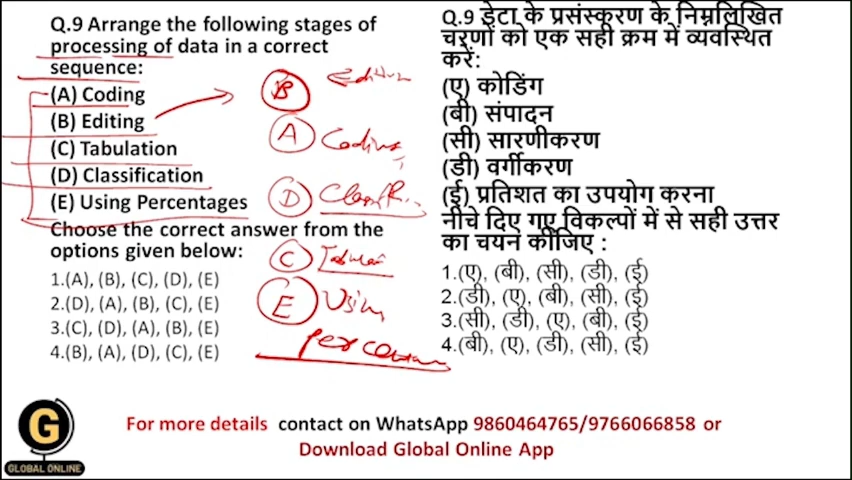 Q.9 Arrange the following stages of
processing of data in a correct
sequence:
(A) Coding
(B) Editing
(C) Tabulation
(D) Classification
(E) Using Percentages
Choose the correct answer from the
options given below:
1.(A), (B), (C), (D), (E)
2.(D), (A), (B), (C), (E)
3.(C), (D), (A), (B), (E)
4.(B), (A), (D), (C), (E)
B
A
D
C
E Using
Q.9 डेटा के प्रसंस्करण के निम्नलिखित
चरणों को एक सही क्रम में व्यवस्थित
करें:
(ए) कोडिंग
(बी) संपादन
(सी) सारणीकरण
(डी) वर्गीकरण
(ई) प्रतिशत का उपयोग करना
नीचे दिए गए विकल्पों में से सही उत्तर
का चयन कीजिए :
1.(ए), (बी), (सी), (डी), (ई)
2.(डी), (ए), (बी), (सी), (ई)
3.(सी), (डी), (ए), (बी), (ई)
4.(बी), (ए), (डी), (सी), (ई)
For more details contact on WhatsApp 9860464765/9766066858 or
Download Global Online App
G
GLOBAL ONLINE